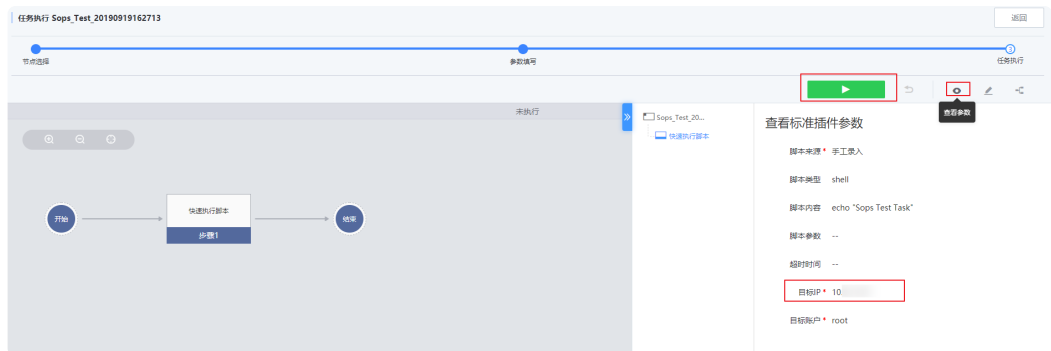 任务执行 Sops_Test_20190919162713
返回
节点选择
参数填写
3
任务执行
未执行
查看参数
Sops_Test_20...
快速执行脚本
查看标准插件参数
脚本来源 * 手工录入
脚本类型 shell
脚本内容 echo "Sops Test Task"
脚本参数 --
超时时间 --
目标IP * 10
目标账户 * root
开始
快速执行脚本
步骤1
结束